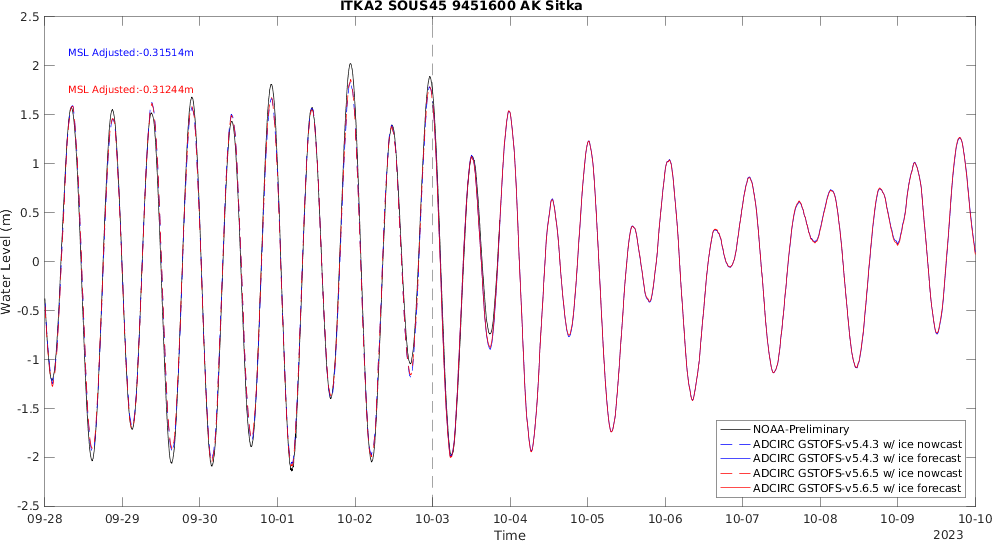 ITKA2 SOUS45 9451600 AK Sitka
2.5
2
1.5
1
0.5
0
-0.5
-1
-1.5
-2
-2.5
Water Level (m)
MSL Adjusted:-0.31514m
MSL Adjusted:-0.31244m
NOAA-Preliminary
ADCIRC GSTOFS-v5.4.3 w/ ice nowcast
ADCIRC GSTOFS-v5.4.3 w/ ice forecast
ADCIRC GSTOFS-v5.6.5 w/ ice nowcast
ADCIRC GSTOFS-v5.6.5 w/ ice forecast
09-28 09-29 09-30 10-01 10-02 10-03 10-04 10-05 10-06 10-07 10-08 10-09 10-10
Time
2023